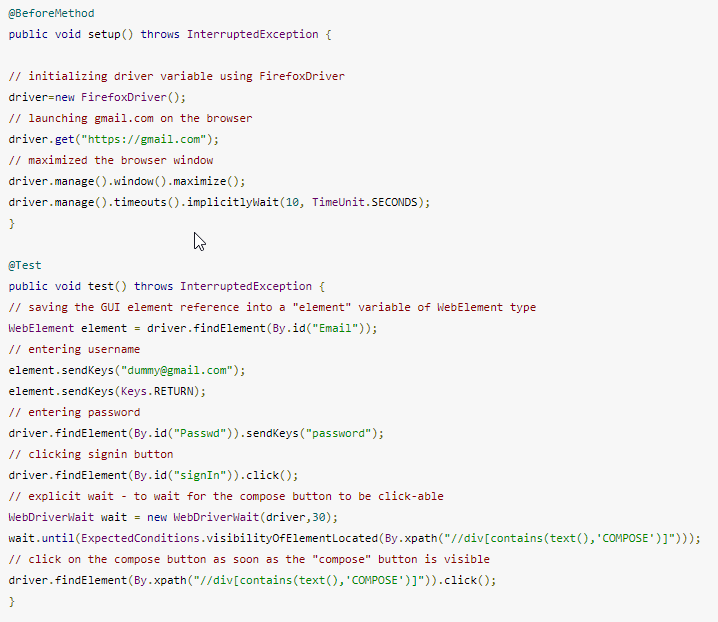 @BeforeMethod
public void setup() throws InterruptedException {
// initializing driver variable using FirefoxDriver
driver=new FirefoxDriver();
// launching gmail.com on the browser
driver.get("https://gmail.com");
// maximized the browser window
driver.manage().window().maximize();
driver.manage().timeouts().implicitlyWait(10, TimeUnit.SECONDS);
}
@Test
public void test() throws InterruptedException {
// saving the GUI element reference into a "element" variable of WebElement type
WebElement element = driver.findElement(By.id("Email"));
// entering username
element.sendKeys("dummy@gmail.com");
element.sendKeys(Keys.RETURN);
// entering password
driver.findElement(By.id("Passwd")).sendKeys("password");
// clicking signin button
driver.findElement(By.id("signIn")).click();
// explicit wait - to wait for the compose button to be click-able
WebDriverWait wait = new WebDriverWait(driver,30);
wait.until(ExpectedConditions.visibilityOfElementLocated(By.xpath("//div[contains(text(),'COMPOSE')]")));
// click on the compose button as soon as the "compose" button is visible
driver.findElement(By.xpath("//div[contains(text(),'COMPOSE')]")).click();
}